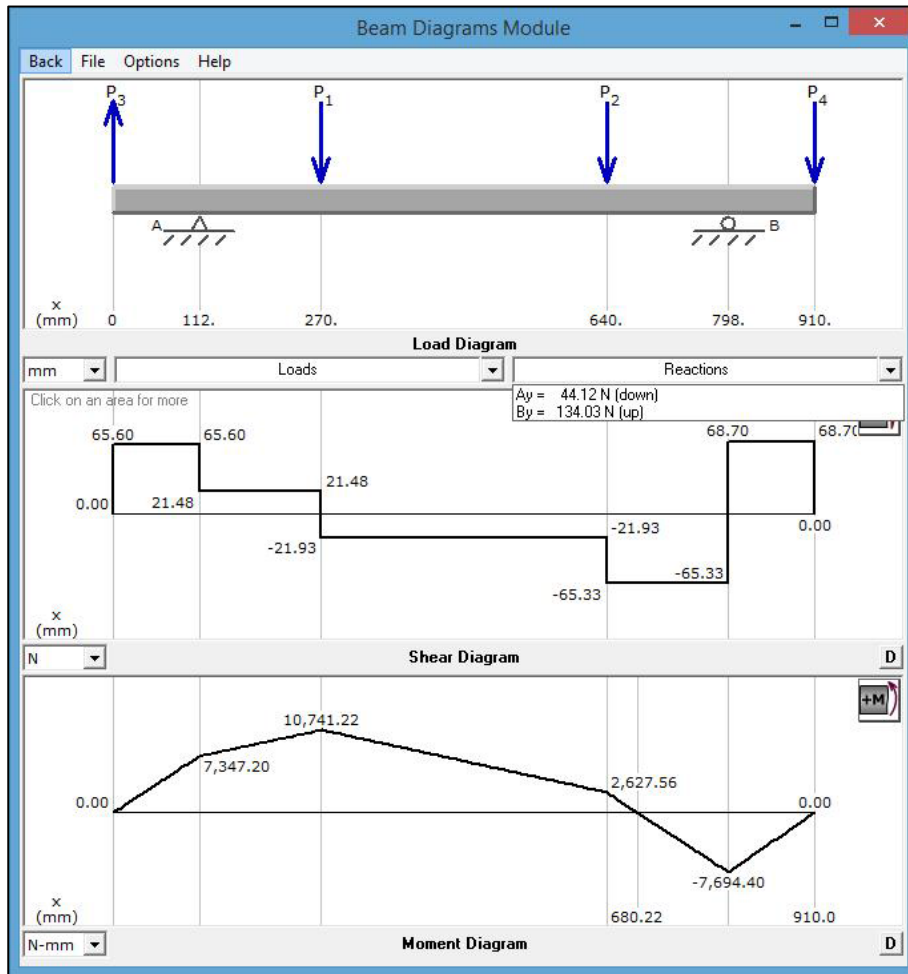 Beam Diagrams Module
Back File Options Help
P3 P1 P2 P4
A B
x
(mm) 0 112. 270. 640. 798. 910.
Load Diagram
mm Loads Reactions
Click on an area for more
Ay = 44.12 N (down)
By = 134.03 N (up)
65.60 65.60 68.70 68.70
21.48
0.00 21.48
-21.93 -21.93 0.00
-65.33 -65.33
x
(mm)
N Shear Diagram D
+M
10,741.22
7,347.20 2,627.56
0.00 0.00
-7,694.40
x
(mm) 680.22 910.0
N-mm Moment Diagram D